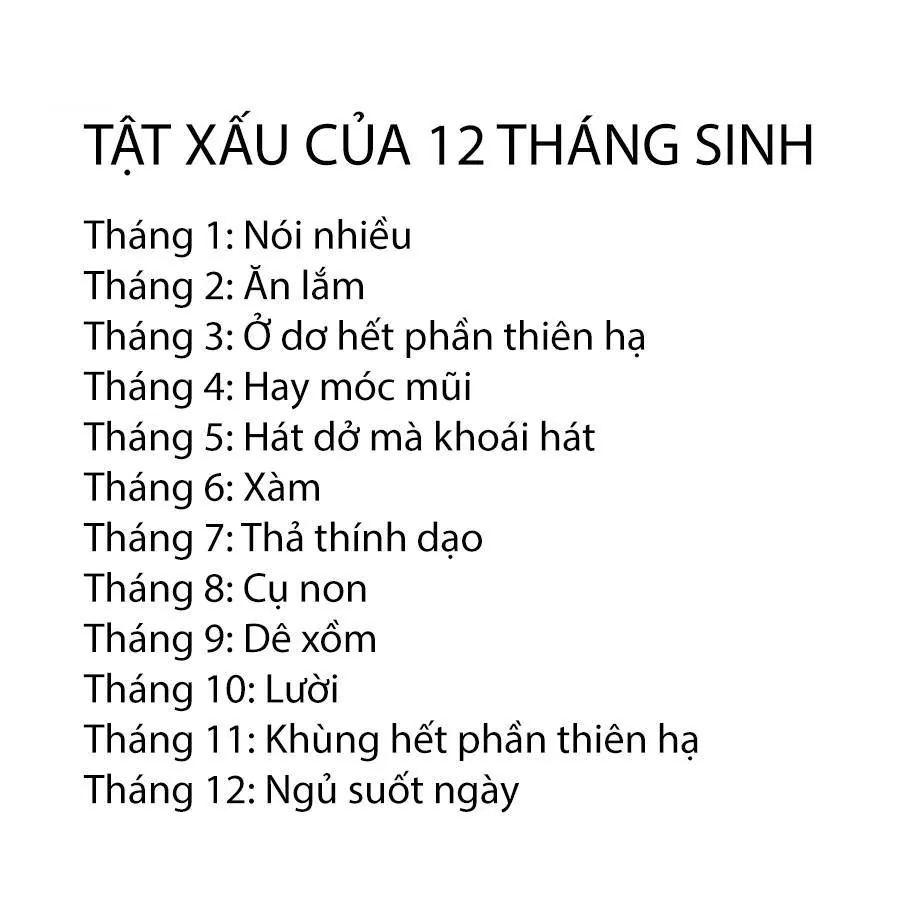 TẬT XẤU CỦA 12 THÁNG SINH
Tháng 1: Nói nhiều
Tháng 2: Ăn lắm
Tháng 3: Ở dơ hết phần thiên hạ
Tháng 4: Hay móc mũi
Tháng 5: Hát dở mà khoái hát
Tháng 6: Xàm
Tháng 7: Thả thính dạo
Tháng 8: Cụ non
Tháng 9: Dê xồm
Tháng 10: Lười
Tháng 11: Khùng hết phần thiên hạ
Tháng 12: Ngủ suốt ngày